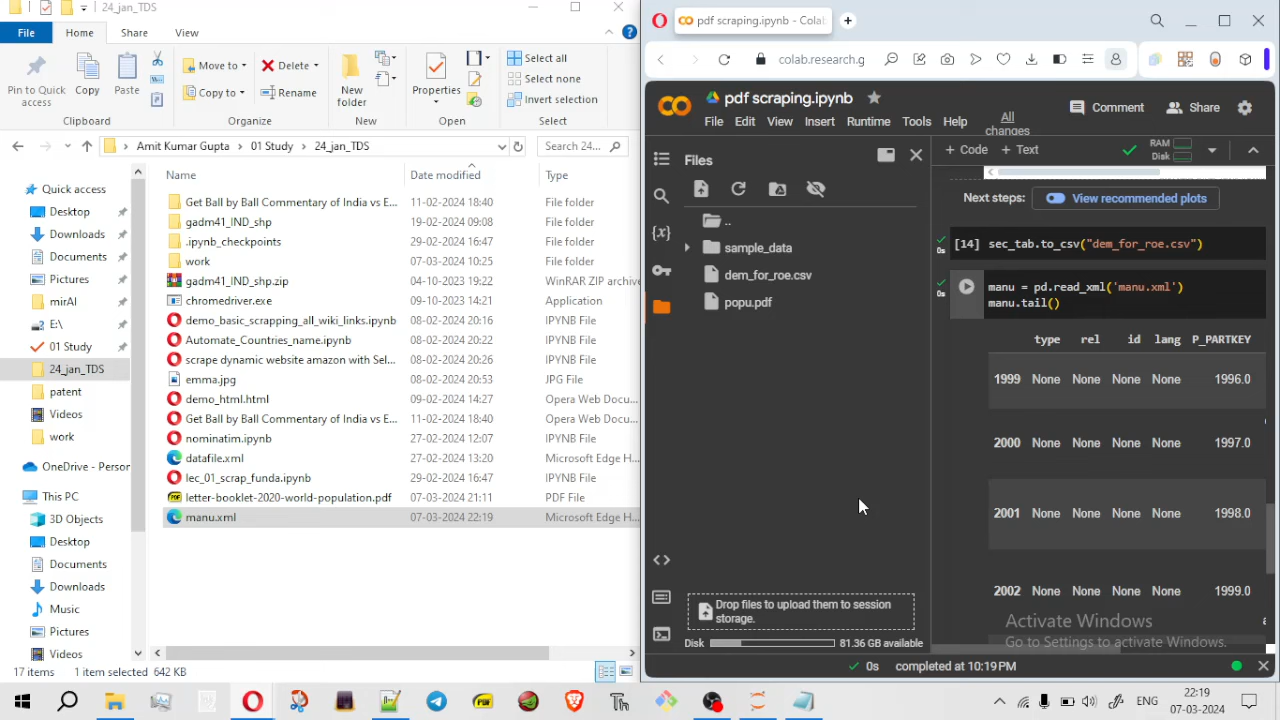 24_jan_TDS
File
Home
Share
View
Pin to Quick access
Copy
Paste
Move to
Copy to
Delete
Rename
New folder
Properties
Select all
Select none
Invert selection
Clipboard
Organize
New
Open
Select
Amit Kumar Gupta
01 Study
24_jan_TDS
Search 24...
Name
Date modified
Type
Quick access
Desktop
Downloads
Documents
Pictures
mirAI
E:\
01 Study
24_jan_TDS
patent
Videos
work
OneDrive - Person
This PC
3D Objects
Desktop
Documents
Downloads
Music
Pictures
Videos
Get Ball by Ball Commentary of India vs E... 11-02-2024 18:40 File folder
gadm41_IND_shp 19-02-2024 09:08 File folder
.ipynb_checkpoints 29-02-2024 16:47 File folder
work 07-03-2024 10:25 File folder
gadm41_IND_shp.zip 04-10-2023 19:22 WinRAR ZIP archive
chromedriver.exe 09-10-2023 14:21 Application
demo_basic_scrapping_all_wiki_links.ipynb 08-02-2024 20:16 IPYNB File
Automate_Countries_name.ipynb 08-02-2024 20:22 IPYNB File
scrape dynamic website amazon with Sel... 08-02-2024 20:26 IPYNB File
emma.jpg 08-02-2024 20:53 JPG File
demo_html.html 09-02-2024 14:27 Opera Web Docu...
Get Ball by Ball Commentary of India vs E... 11-02-2024 18:40 Opera Web Docu...
nominatim.ipynb 27-02-2024 12:07 IPYNB File
datafile.xml 27-02-2024 13:20 Microsoft Edge H...
lec_01_scrap_funda.ipynb 29-02-2024 16:47 IPYNB File
letter-booklet-2020-world-population.pdf 07-03-2024 21:11 PDF File
manu.xml 07-03-2024 22:19 Microsoft Edge H...
17 items
1 item selected 642 KB
pdf scraping.ipynb - Colab
colab.research.g
pdf scraping.ipynb
File Edit View Insert Runtime Tools Help
All changes
Comment
Share
Files
+ Code + Text
RAM
Disk
..
sample_data
dem_for_roe.csv
popu.pdf
{x}
Next steps: View recommended plots
[14] sec_tab.to_csv("dem_for_roe.csv")
0s
manu = pd.read_xml('manu.xml')
manu.tail()
0s
type rel id lang P_PARTKEY
1999 None None None None 1996.0
2000 None None None None 1997.0
2001 None None None None 1998.0
2002 None None None None 1999.0
Drop files to upload them to session storage.
Disk 81.36 GB available
Activate Windows
Go to Settings to activate Windows.
0s completed at 10:19 PM
PDF
Th
ENG
22:19
07-03-2024